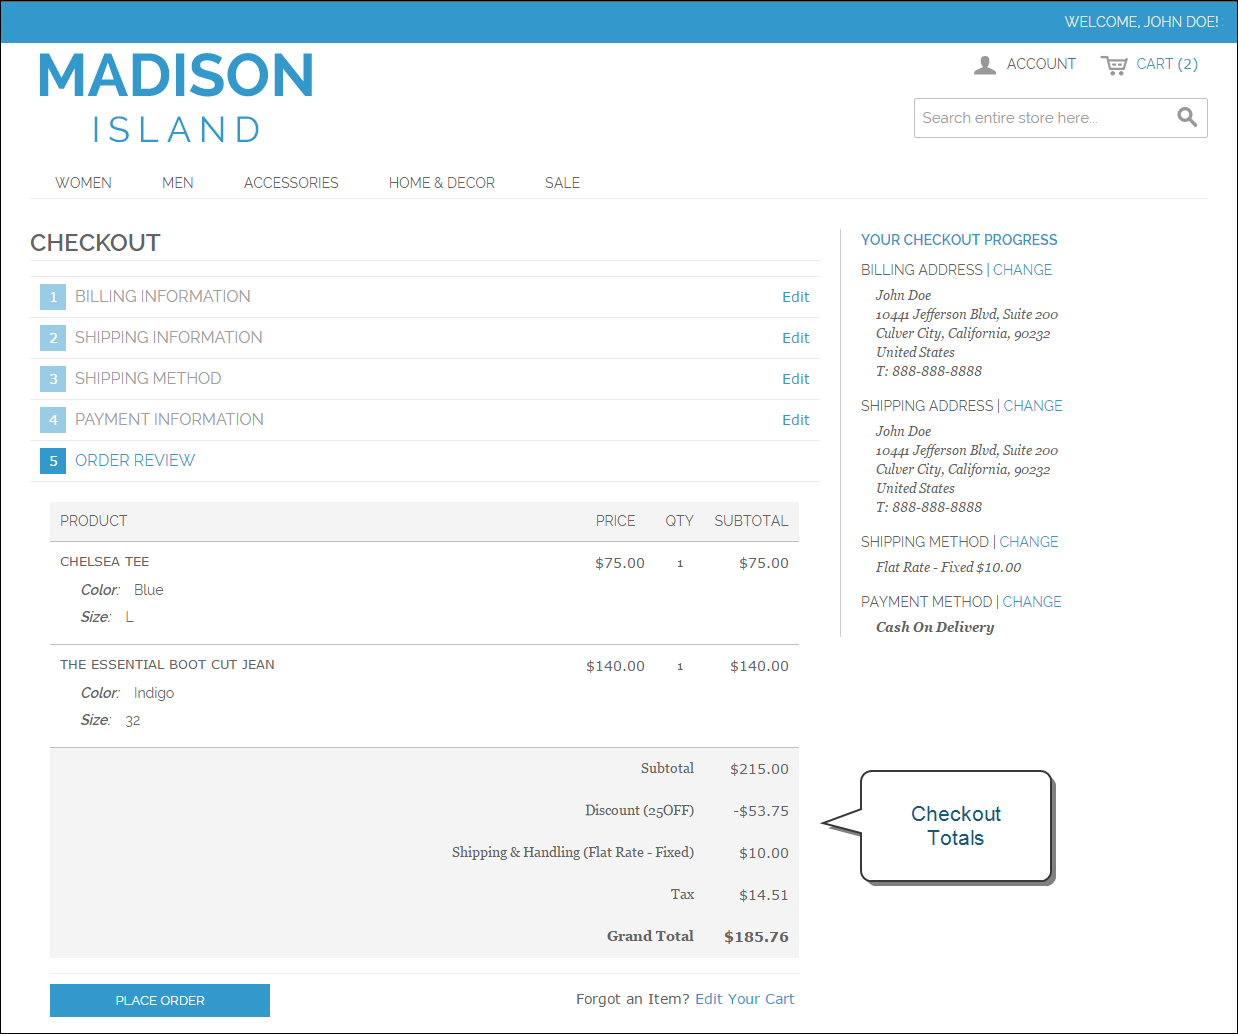 WELCOME, JOHN DOE!
MADISON
ISLAND
ACCOUNT
CART (2)
Search entire store here...
WOMEN MEN ACCESSORIES HOME & DECOR SALE
CHECKOUT
1 BILLING INFORMATION Edit
2 SHIPPING INFORMATION Edit
3 SHIPPING METHOD Edit
4 PAYMENT INFORMATION Edit
5 ORDER REVIEW
PRODUCT PRICE QTY SUBTOTAL
CHELSEA TEE $75.00 1 $75.00
Color: Blue
Size: L
THE ESSENTIAL BOOT CUT JEAN $140.00 1 $140.00
Color: Indigo
Size: 32
Subtotal $215.00
Discount (25OFF) -$53.75
Shipping & Handling (Flat Rate - Fixed) $10.00
Tax $14.51
Grand Total $185.76
PLACE ORDER
Forgot an Item? Edit Your Cart
YOUR CHECKOUT PROGRESS
BILLING ADDRESS | CHANGE
John Doe
10441 Jefferson Blvd, Suite 200
Culver City, California, 90232
United States
T: 888-888-8888
SHIPPING ADDRESS | CHANGE
John Doe
10441 Jefferson Blvd, Suite 200
Culver City, California, 90232
United States
T: 888-888-8888
SHIPPING METHOD | CHANGE
Flat Rate - Fixed $10.00
PAYMENT METHOD | CHANGE
Cash On Delivery
Checkout
Totals